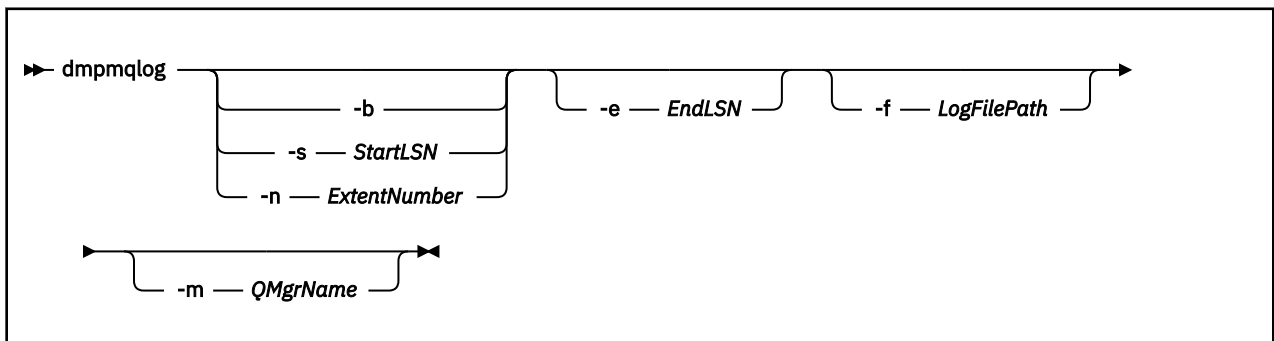 dmpmqlog
-b
-s StartLSN
-n ExtentNumber
-e EndLSN
-f LogFilePath
-m QMgrName